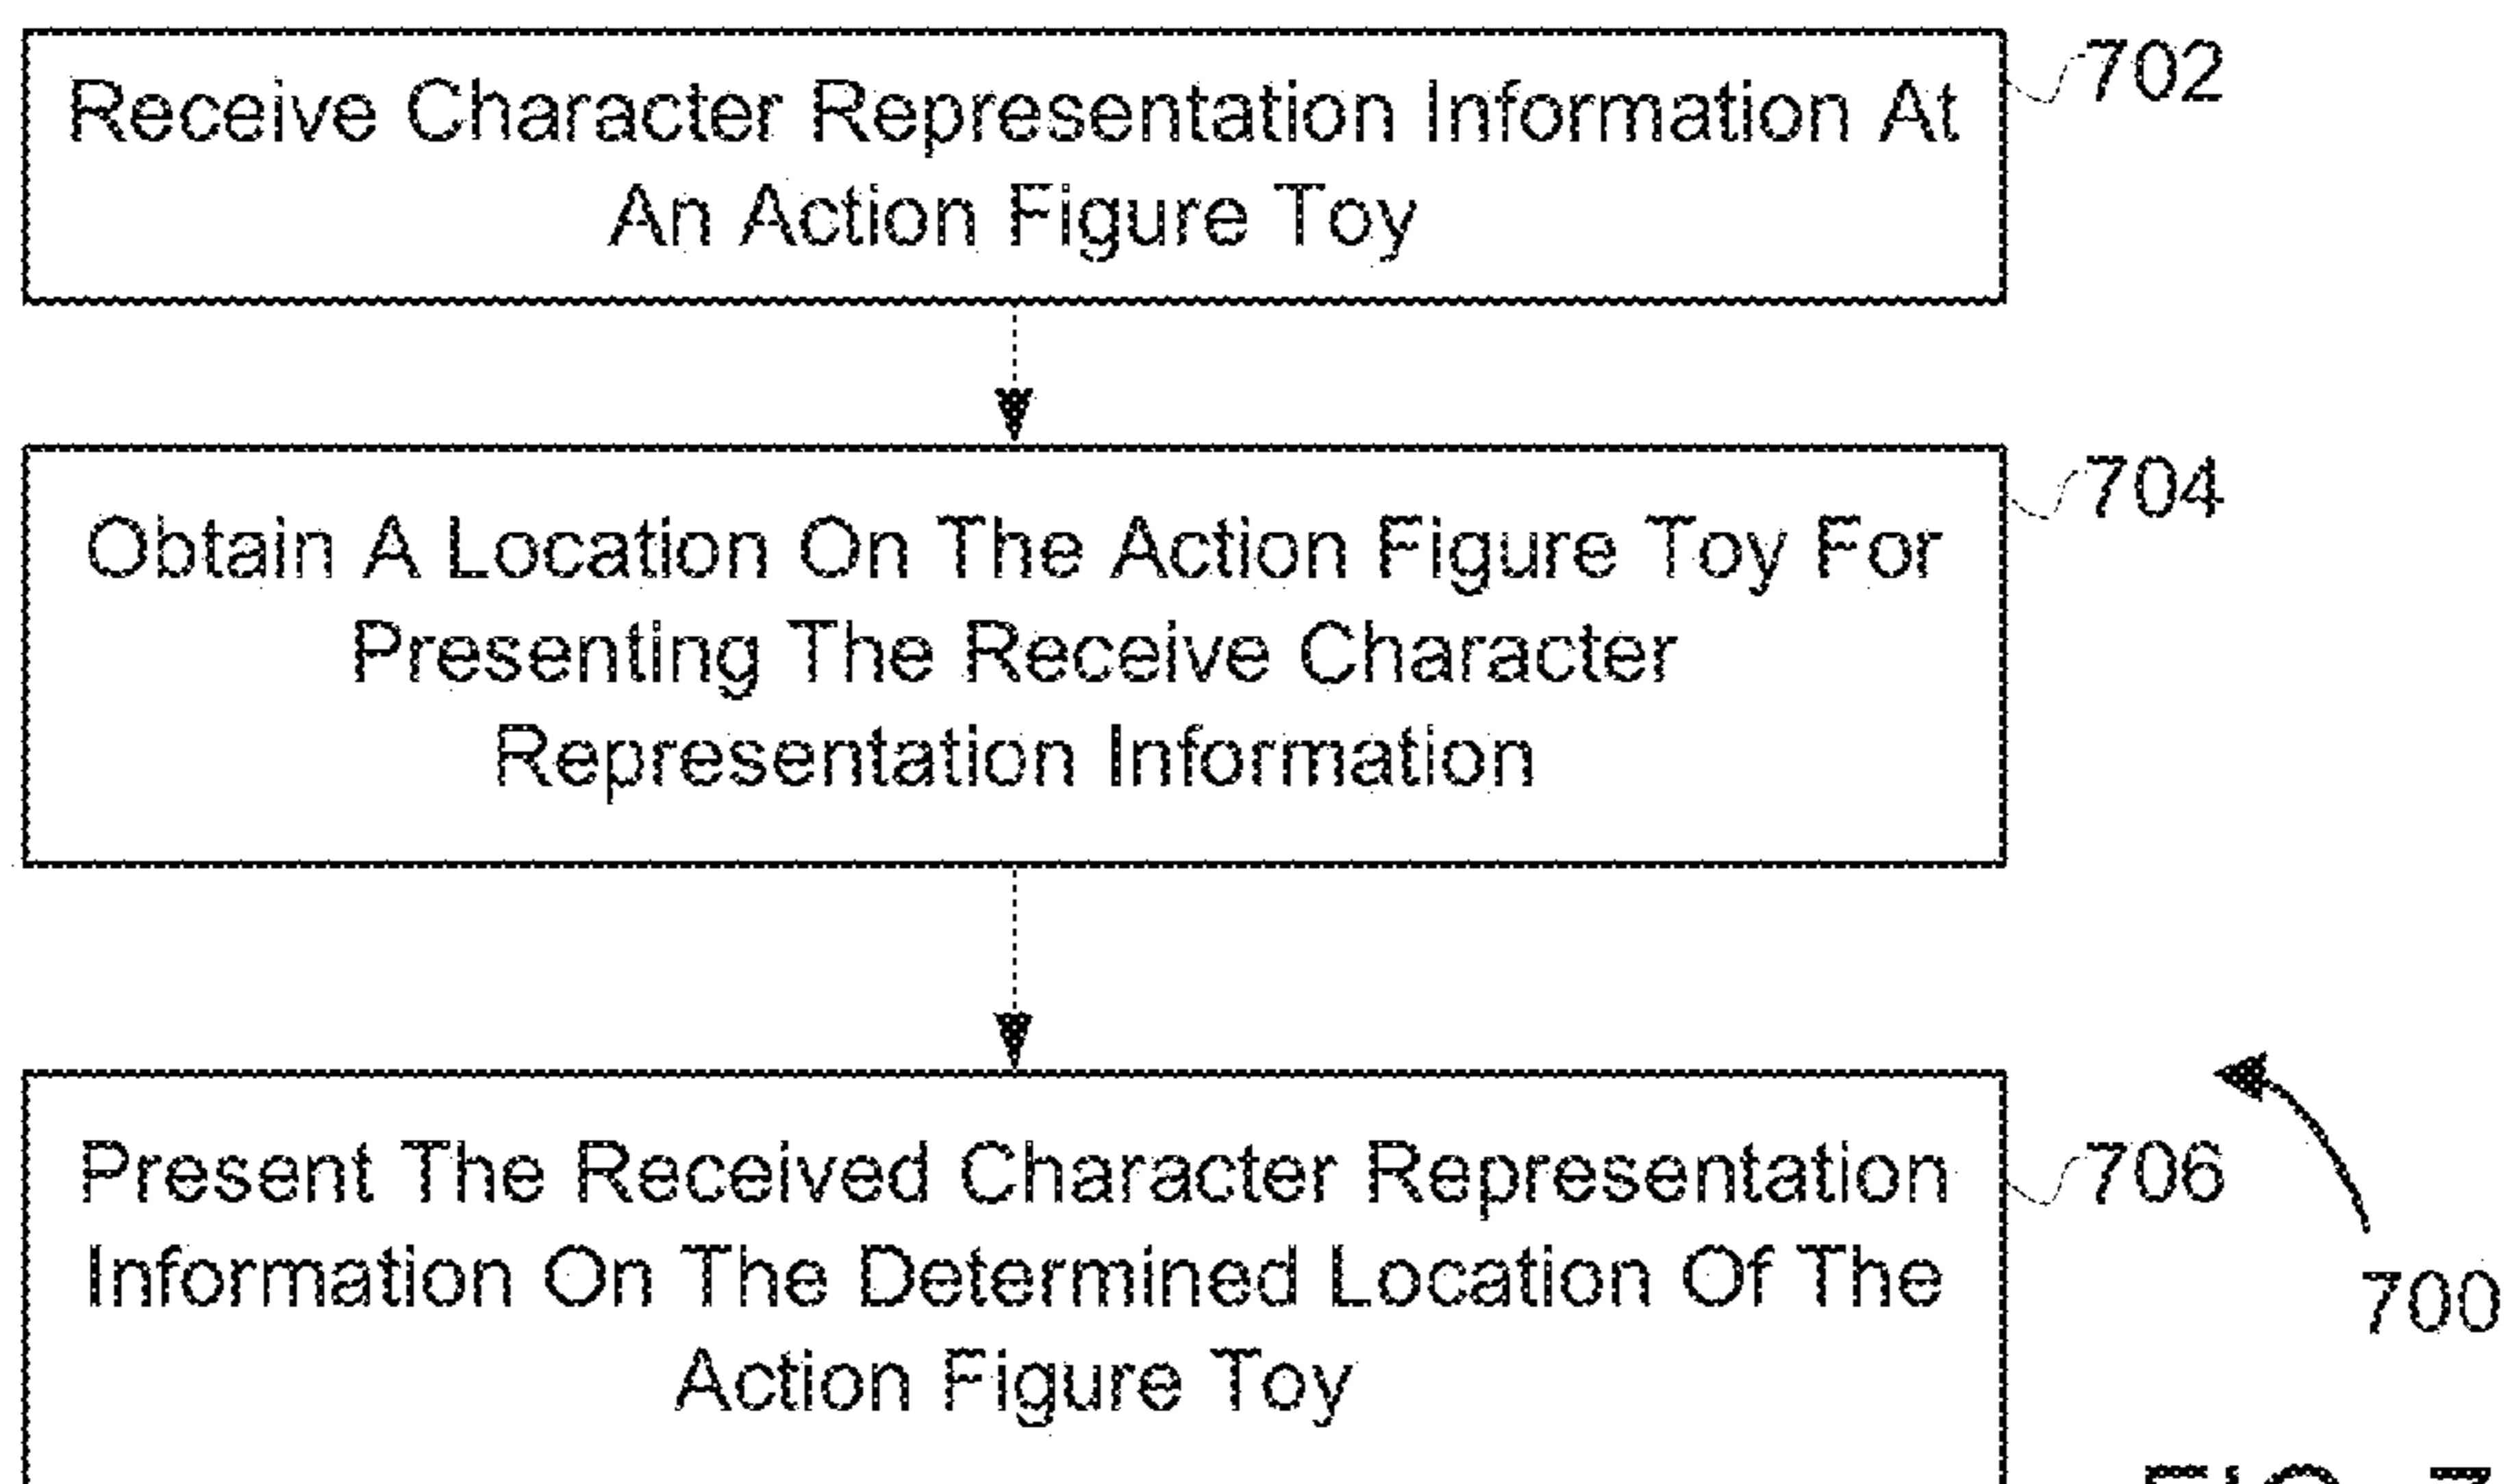 Receive Character Representation Information At
An Action Figure Toy
702
Obtain A Location On The Action Figure Toy For
Presenting The Receive Character
Representation Information
704
Present The Received Character Representation
Information On The Determined Location Of The
Action Figure Toy
706
700